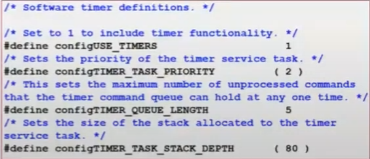 /* Software timer definitions. */
/* Set to 1 to include timer functionality. */
#define configUSE_TIMERS 1
/* Sets the priority of the timer service task. */
#define configTIMER_TASK_PRIORITY ( 2 )
/* This sets the maximum number of unprocessed commands
that the timer command queue can hold at any one time. */
#define configTIMER_QUEUE_LENGTH 5
/* Sets the size of the stack allocated to the timer
service task. */
#define configTIMER_TASK_STACK_DEPTH ( 80 )